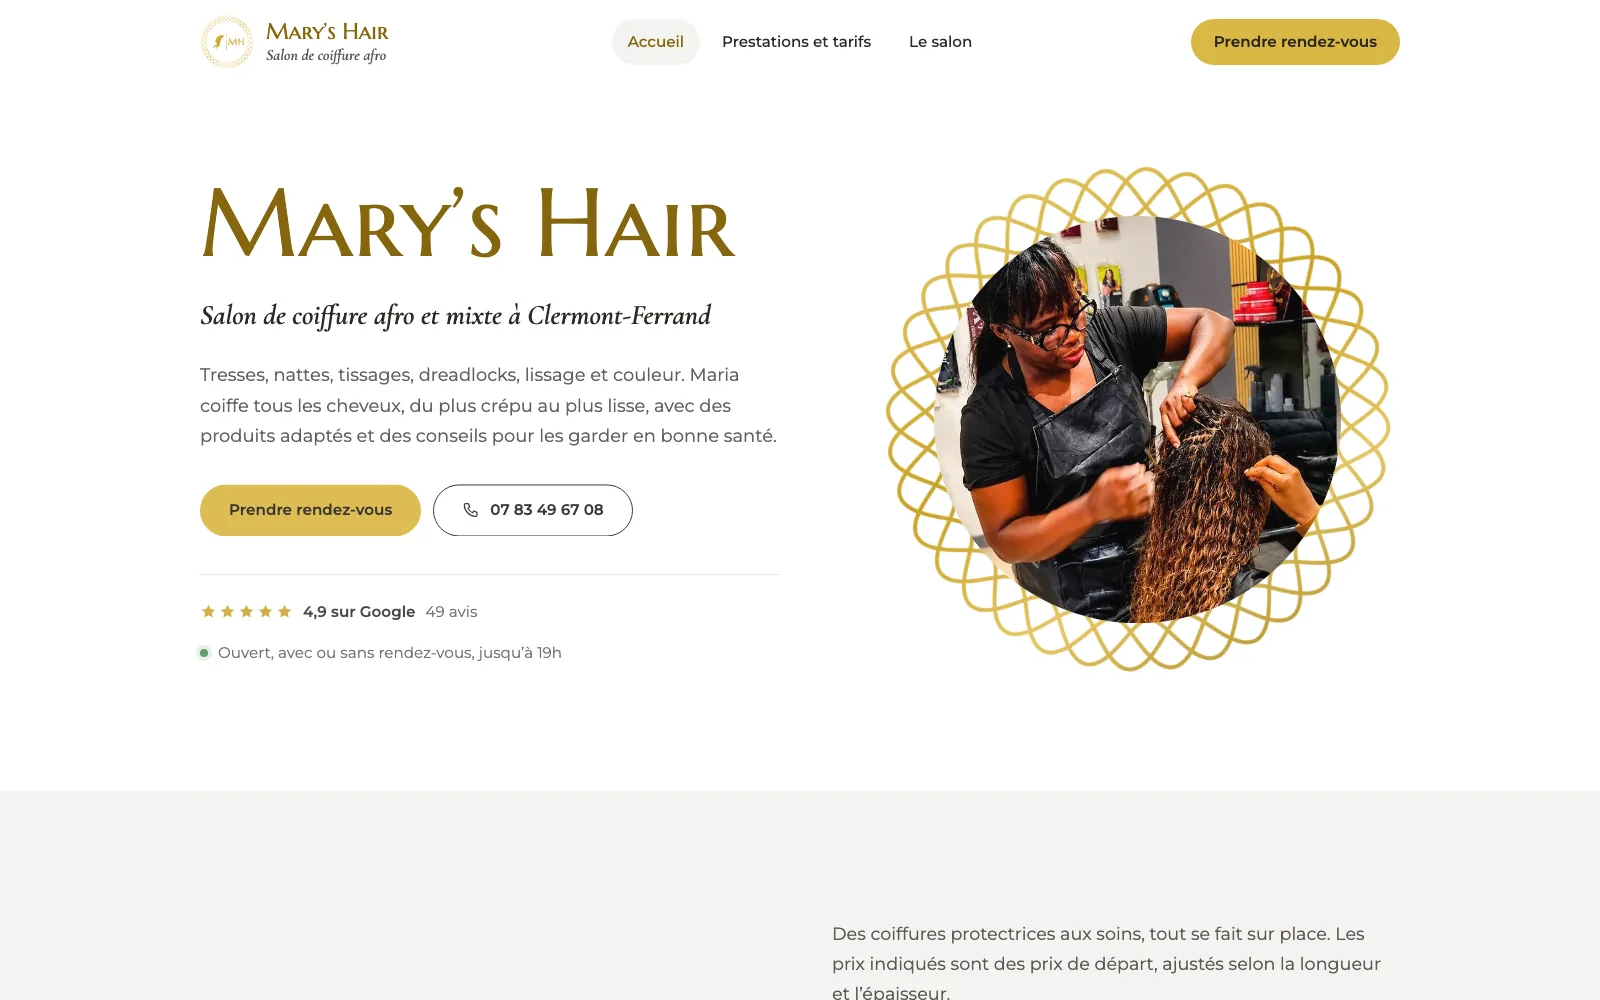 MH
Mary’s Hair
Salon de coiffure afro
Accueil
Prestations et tarifs
Le salon
Prendre rendez-vous
Mary’s Hair
Salon de coiffure afro et mixte à Clermont-Ferrand
Tresses, nattes, tissages, dreadlocks, lissage et couleur. Maria
coiffe tous les cheveux, du plus crépu au plus lisse, avec des
produits adaptés et des conseils pour les garder en bonne santé.
Prendre rendez-vous
07 83 49 67 08
4,9 sur Google 49 avis
Ouvert, avec ou sans rendez-vous, jusqu’à 19h
Des coiffures protectrices aux soins, tout se fait sur place. Les
prix indiqués sont des prix de départ, ajustés selon la longueur
et l’épaisseur.